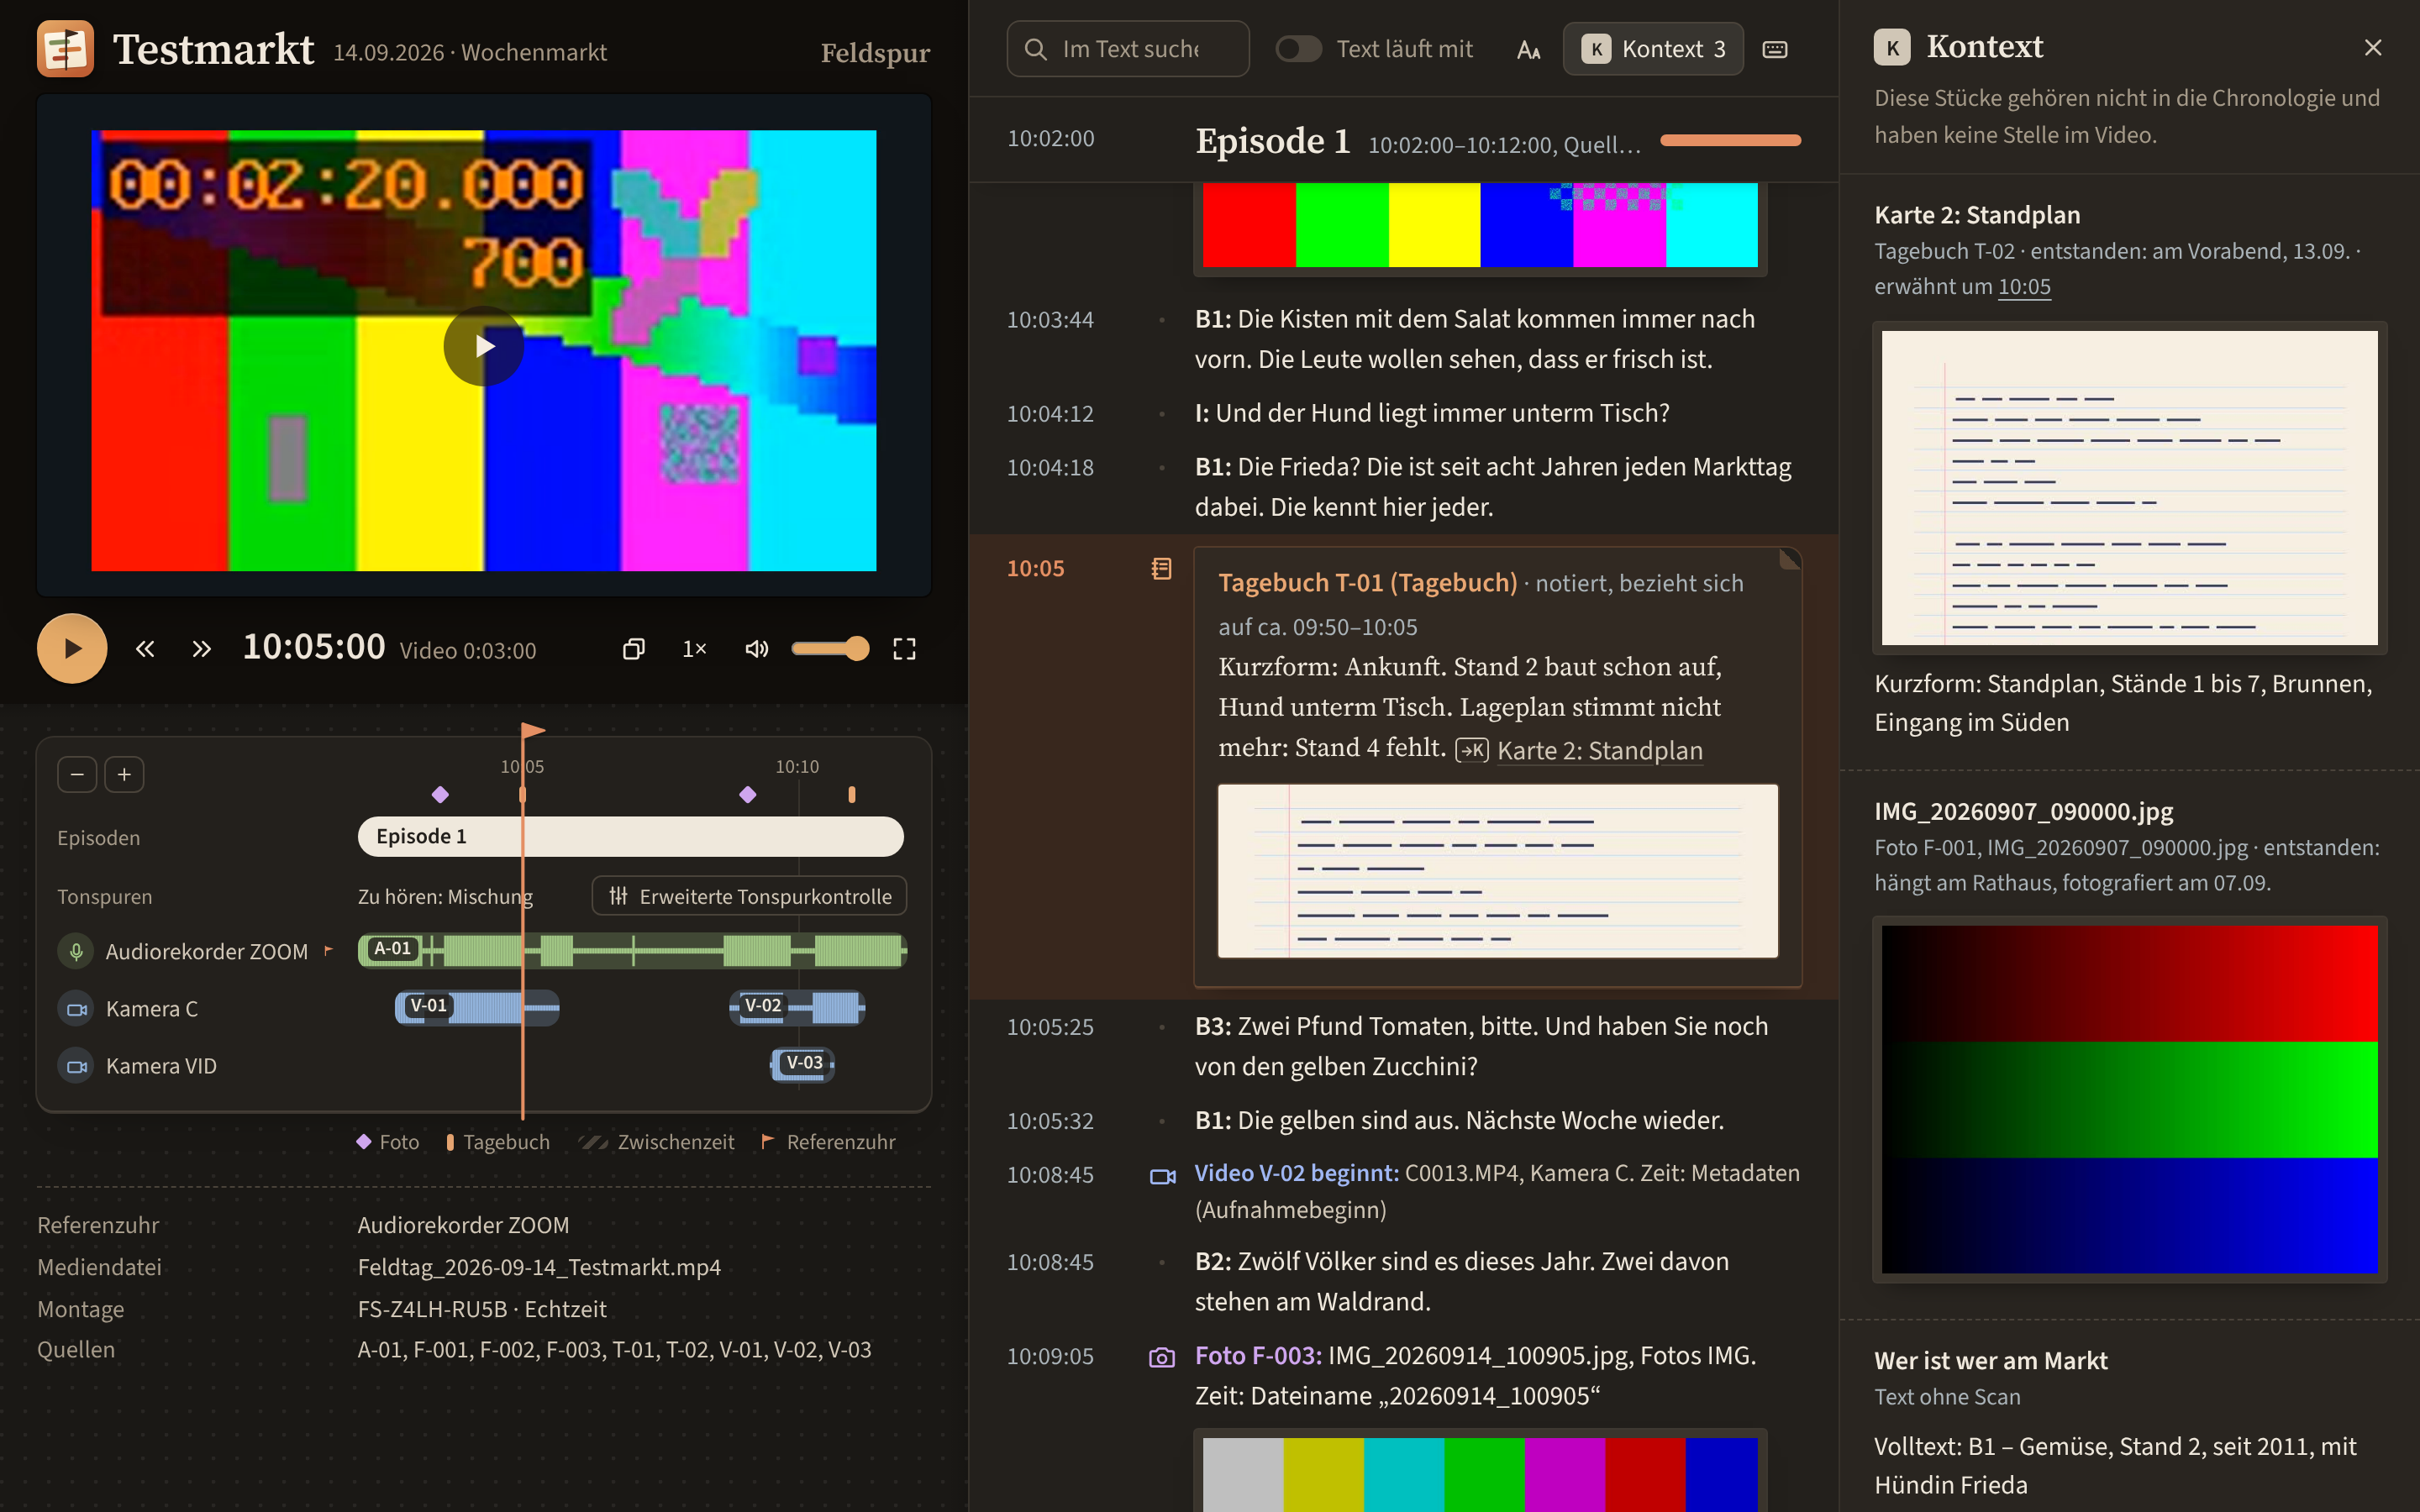 Testmarkt 14.09.2026 · Wochenmarkt Feldspur
00:02:20.000
700
10:05:00 Video 0:03:00 1×
− + 10:05 10:10
Episoden Episode 1
Tonspuren Zu hören: Mischung Erweiterte Tonspurkontrolle
Audiorekorder ZOOM A-01
Kamera C V-01 V-02
Kamera VID V-03
Foto Tagebuch Zwischenzeit Referenzuhr
Referenzuhr Audiorekorder ZOOM
Mediendatei Feldtag_2026-09-14_Testmarkt.mp4
Montage FS-Z4LH-RU5B · Echtzeit
Quellen A-01, F-001, F-002, F-003, T-01, T-02, V-01, V-02, V-03
Im Text Text läuft mit AA K Kontext 3
10:02:00 Episode 1 10:02:00–10:12:00, Quell…
10:03:44 B1: Die Kisten mit dem Salat kommen immer nach
vorn. Die Leute wollen sehen, dass er frisch ist.
10:04:12 I: Und der Hund liegt immer unterm Tisch?
10:04:18 B1: Die Frieda? Die ist seit acht Jahren jeden Markttag
dabei. Die kennt hier jeder.
10:05 Tagebuch T-01 (Tagebuch) · notiert, bezieht sich
auf ca. 09:50–10:05
Kurzform: Ankunft. Stand 2 baut schon auf,
Hund unterm Tisch. Lageplan stimmt nicht
mehr: Stand 4 fehlt. →K Karte 2: Standplan
10:05:25 B3: Zwei Pfund Tomaten, bitte. Und haben Sie noch
von den gelben Zucchini?
10:05:32 B1: Die gelben sind aus. Nächste Woche wieder.
10:08:45 Video V-02 beginnt: C0013.MP4, Kamera C. Zeit: Metadaten
(Aufnahmebeginn)
10:08:45 B2: Zwölf Völker sind es dieses Jahr. Zwei davon
stehen am Waldrand.
10:09:05 Foto F-003: IMG_20260914_100905.jpg, Fotos IMG.
Zeit: Dateiname „20260914_100905“
K Kontext
Diese Stücke gehören nicht in die Chronologie und
haben keine Stelle im Video.
Karte 2: Standplan
Tagebuch T-02 · entstanden: am Vorabend, 13.09. ·
erwähnt um 10:05
Kurzform: Standplan, Stände 1 bis 7, Brunnen,
Eingang im Süden
IMG_20260907_090000.jpg
Foto F-001, IMG_20260907_090000.jpg · entstanden:
hängt am Rathaus, fotografiert am 07.09.
Wer ist wer am Markt
Text ohne Scan
Volltext: B1 – Gemüse, Stand 2, seit 2011, mit
Hündin Frieda